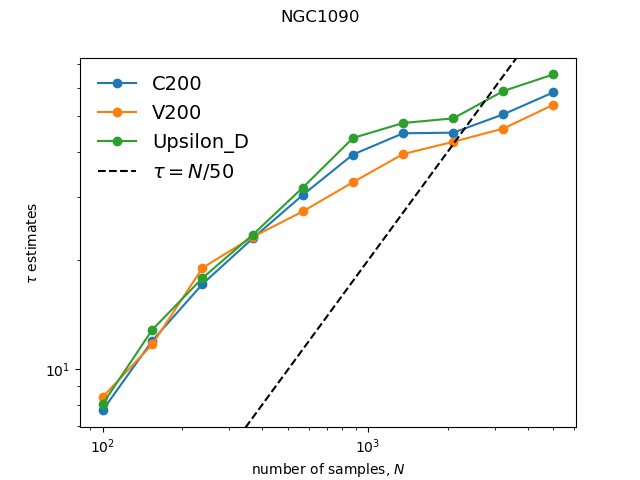 NGC1090
C200
V200
Upsilon_D
τ = N/50
τ estimates
10¹
10² 10³
number of samples, N